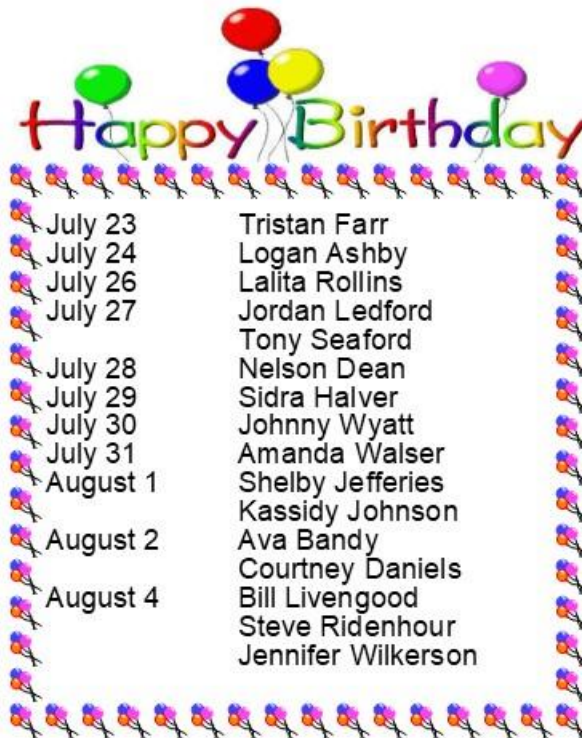 Happy Birthday
July 23 Tristan Farr
July 24 Logan Ashby
July 26 Lalita Rollins
July 27 Jordan Ledford
Tony Seaford
July 28 Nelson Dean
July 29 Sidra Halver
July 30 Johnny Wyatt
July 31 Amanda Walser
August 1 Shelby Jefferies
Kassidy Johnson
August 2 Ava Bandy
Courtney Daniels
August 4 Bill Livengood
Steve Ridenhour
Jennifer Wilkerson